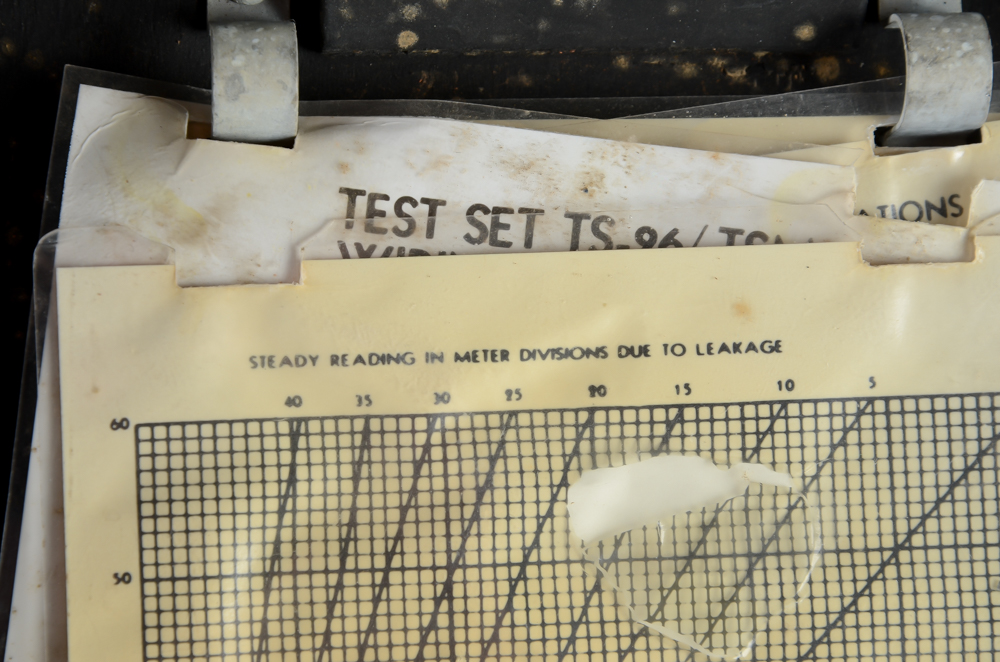 TEST SET TS-96/TSM
ATIONS
STEADY READING IN METER DIVISIONS DUE TO LEAKAGE
40 35 30 25 20 15 10 5
60
50